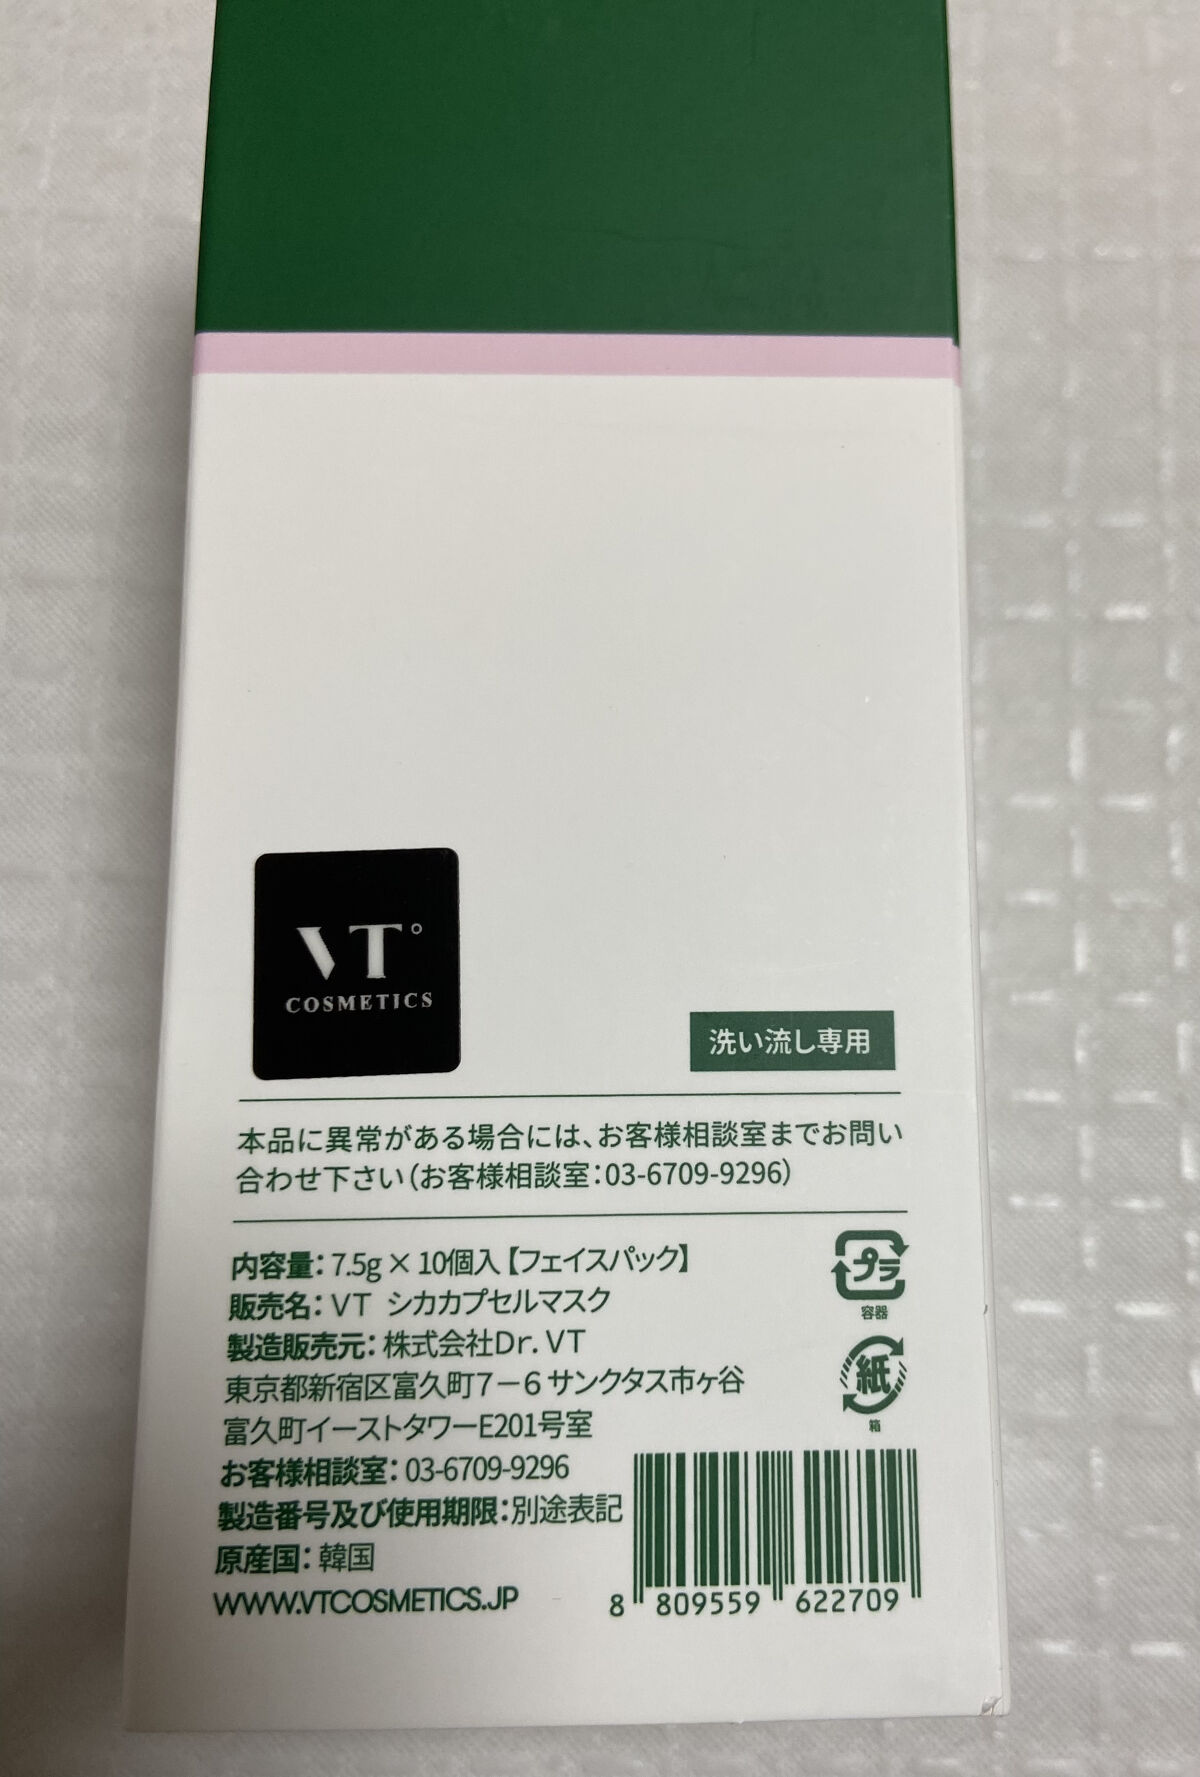 VT°
COSMETICS
洗い流し専用
本品に異常がある場合には、お客様相談室までお問い
合わせ下さい（お客様相談室：03-6709-9296）
内容量：7.5g × 10個入【フェイスパック】
販売名：VT シカカプセルマスク
製造販売元：株式会社Dr. VT
東京都新宿区富久町7－6 サンクタス市ヶ谷
富久町イーストタワーE201号室
お客様相談室：03-6709-9296
製造番号及び使用期限：別途表記
原産国：韓国
WWW.VTCOSMETICS.JP
プラ
容器
紙
箱
8 809559 622709